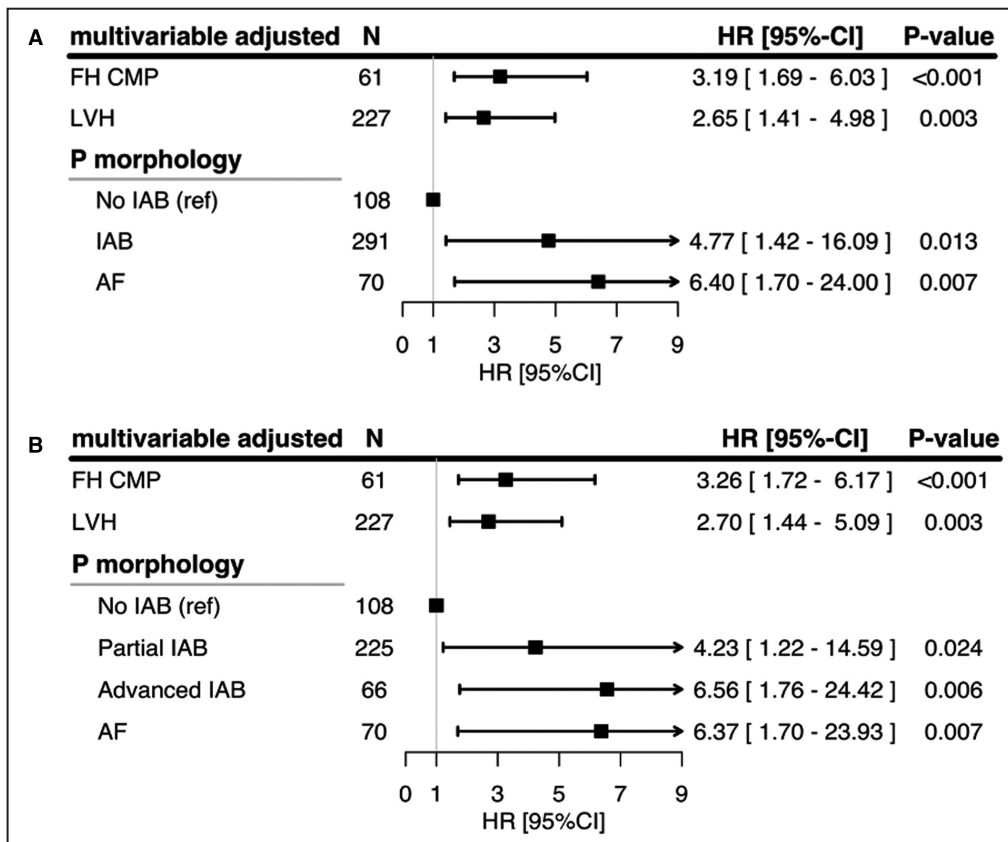 A multivariable adjusted N HR [95%-CI] P-value
FH CMP 61 3.19 [ 1.69 - 6.03 ] <0.001
LVH 227 2.65 [ 1.41 - 4.98 ] 0.003
P morphology
No IAB (ref) 108
IAB 291 4.77 [ 1.42 - 16.09 ] 0.013
AF 70 6.40 [ 1.70 - 24.00 ] 0.007
0 1 3 5 7 9
HR [95%CI]
B multivariable adjusted N HR [95%-CI] P-value
FH CMP 61 3.26 [ 1.72 - 6.17 ] <0.001
LVH 227 2.70 [ 1.44 - 5.09 ] 0.003
P morphology
No IAB (ref) 108
Partial IAB 225 4.23 [ 1.22 - 14.59 ] 0.024
Advanced IAB 66 6.56 [ 1.76 - 24.42 ] 0.006
AF 70 6.37 [ 1.70 - 23.93 ] 0.007
0 1 3 5 7 9
HR [95%CI]